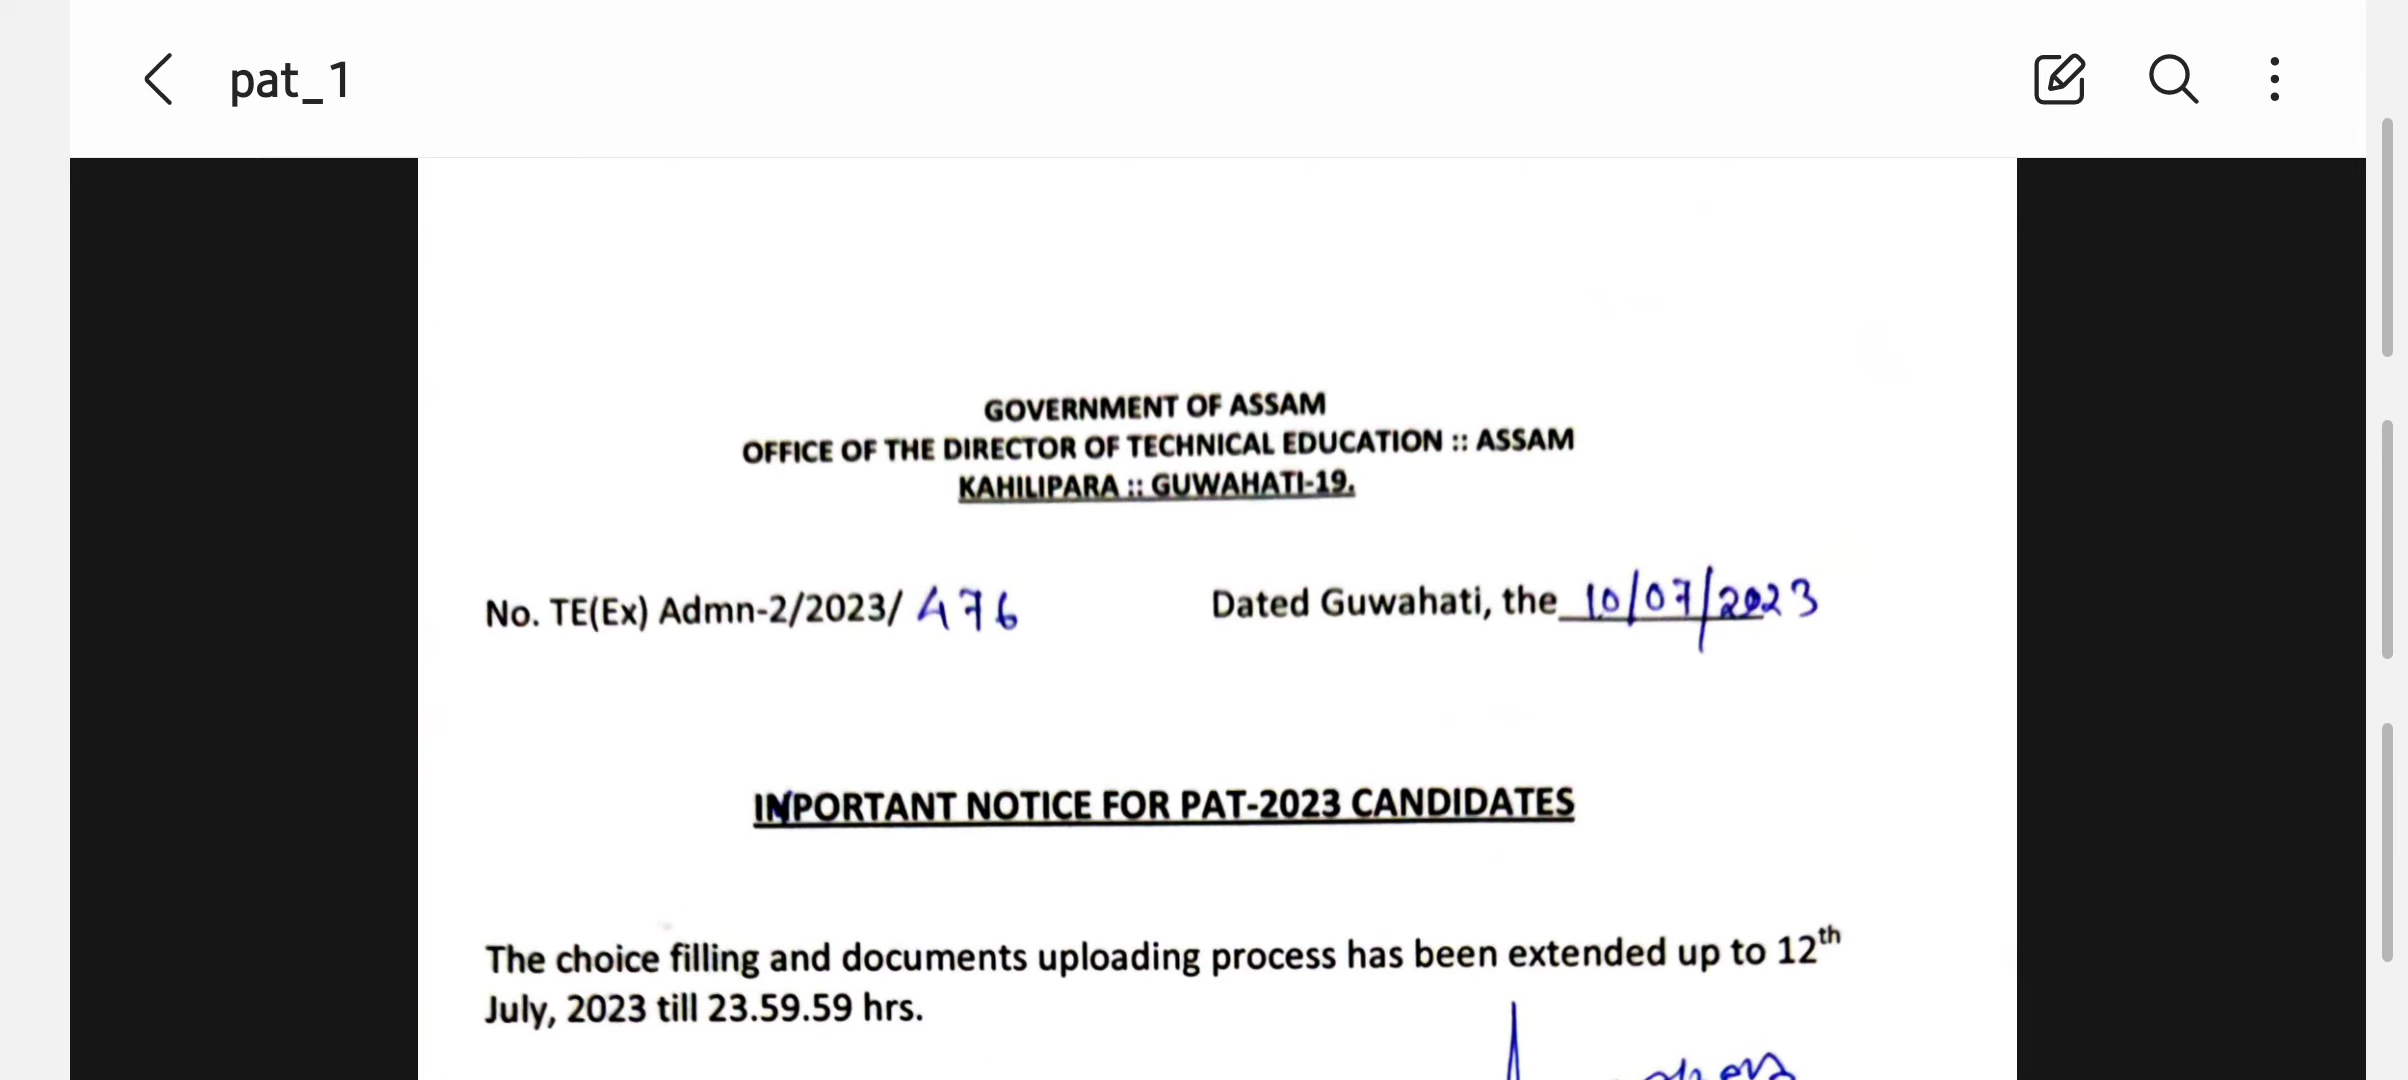 pat_1
GOVERNMENT OF ASSAM
OFFICE OF THE DIRECTOR OF TECHNICAL EDUCATION :: ASSAM
KAHILIPARA :: GUWAHATI-19.
No. TE(Ex) Admn-2/2023/ 476 Dated Guwahati, the 10/07/2023
INPORTANT NOTICE FOR PAT-2023 CANDIDATES
The choice filling and documents uploading process has been extended up to 12th
July, 2023 till 23.59.59 hrs.